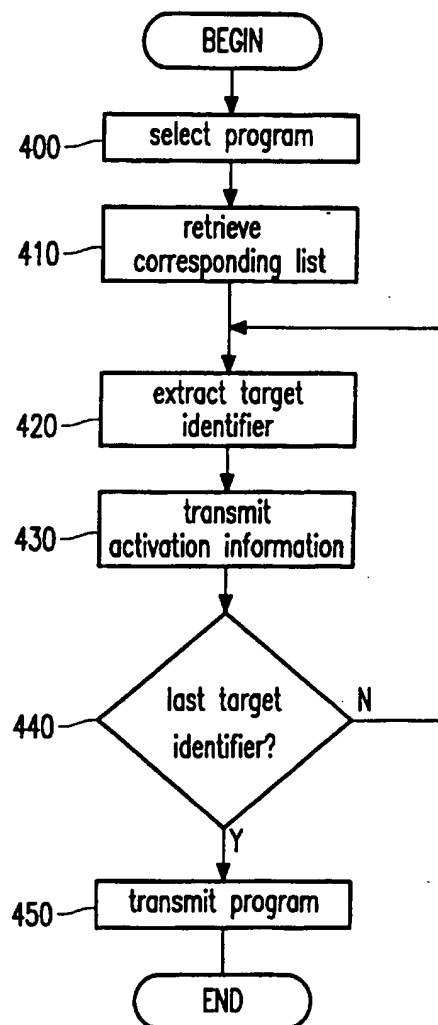 BEGIN
400
select program
410
retrieve
corresponding list
420
extract target
identifier
430
transmit
activation information
440
last target
identifier?
N
Y
450
transmit program
END